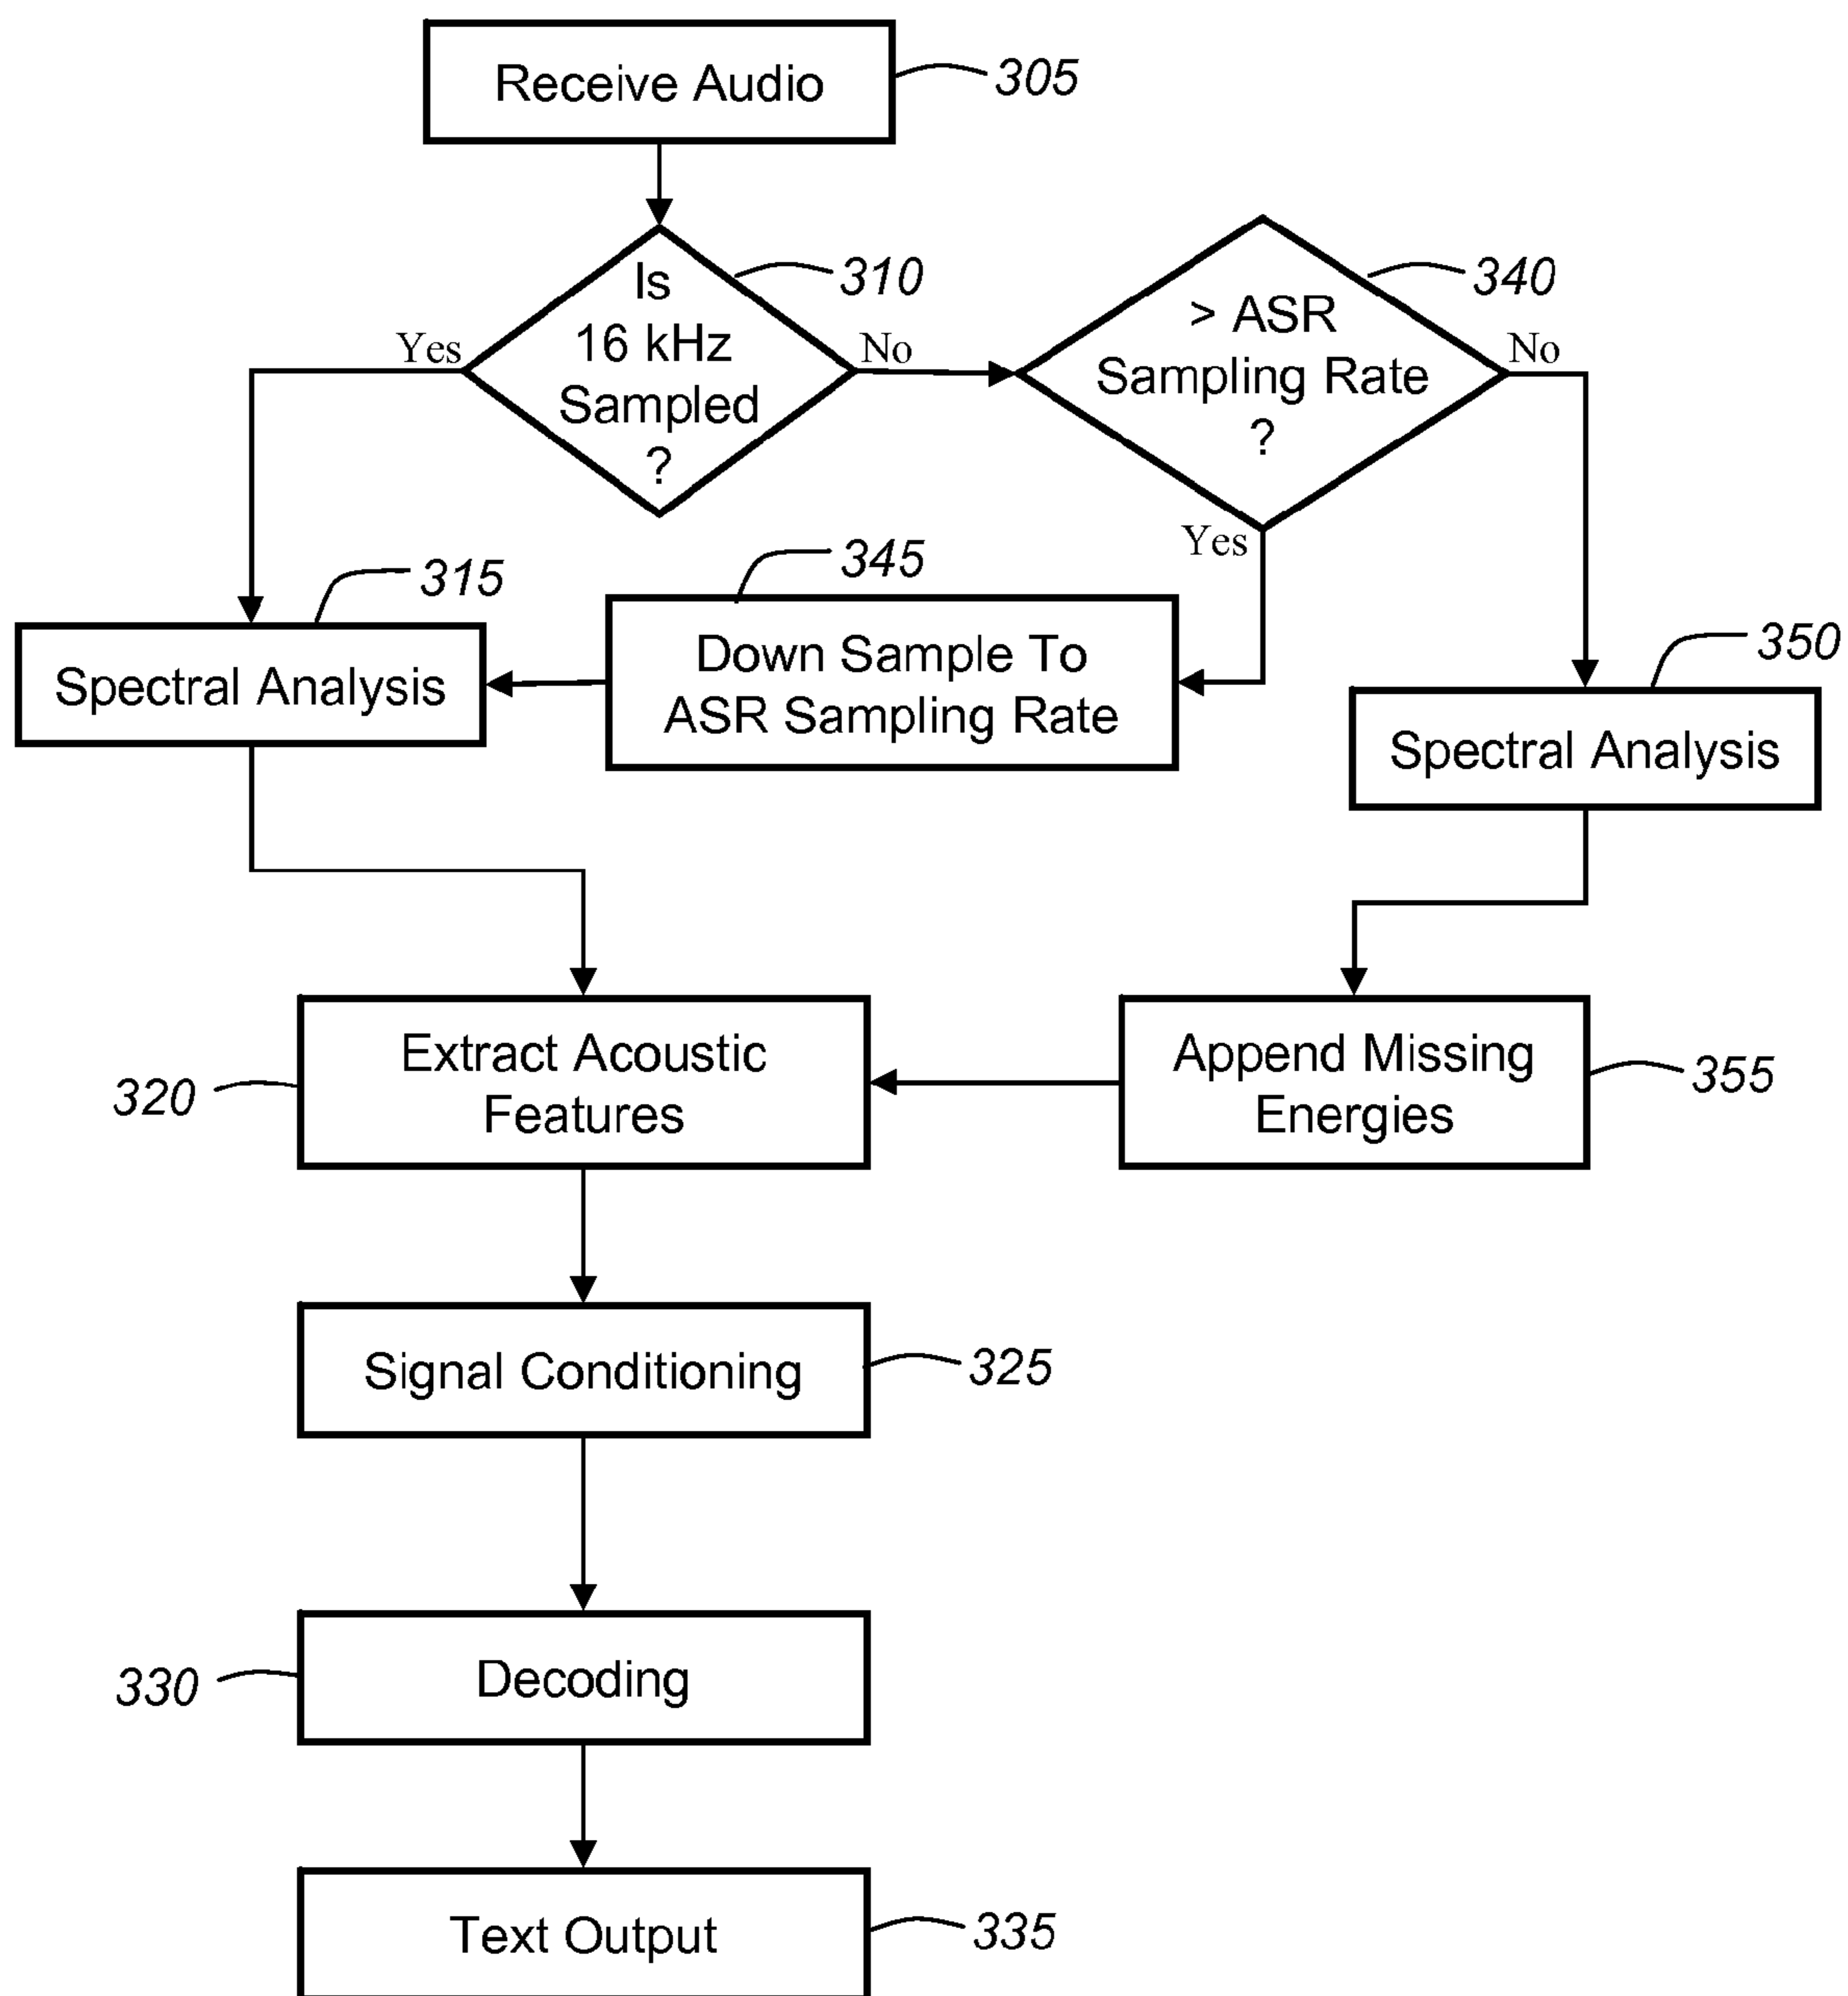 Receive Audio
305
Is
16 kHz
Sampled
?
310
Yes
No
> ASR
Sampling Rate
?
340
No
Yes
315
Spectral Analysis
345
Down Sample To
ASR Sampling Rate
350
Spectral Analysis
Extract Acoustic
Features
320
Append Missing
Energies
355
Signal Conditioning
325
Decoding
330
Text Output
335